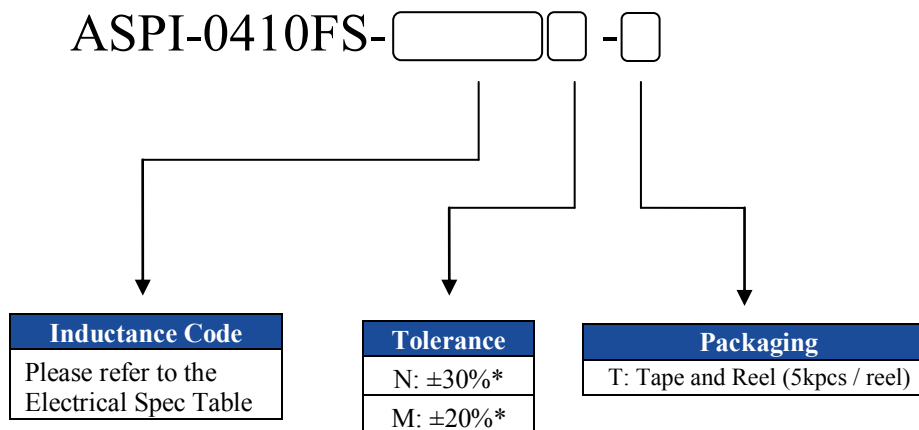 ASPI-0410FS- -
Inductance Code
Please refer to the
Electrical Spec Table
Tolerance
N: ±30%*
M: ±20%*
Packaging
T: Tape and Reel (5kpcs / reel)